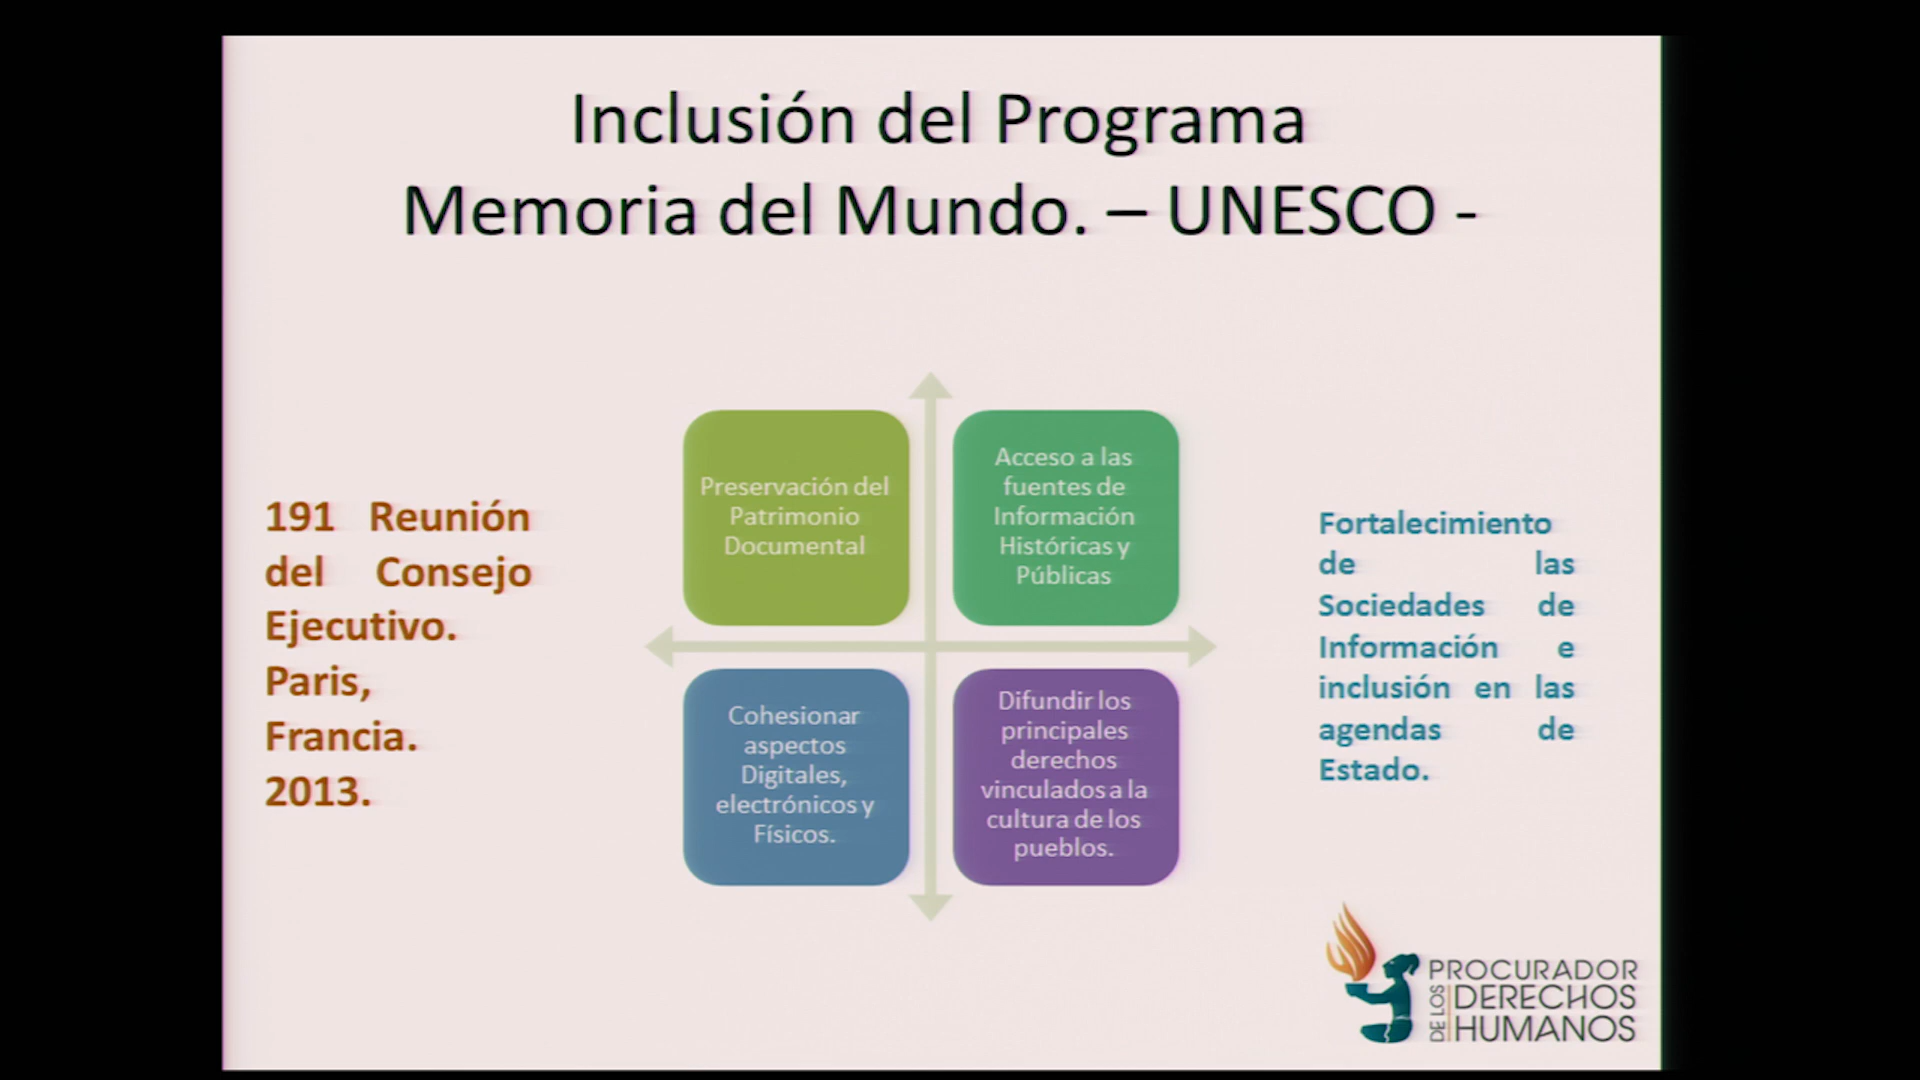 Inclusión del Programa
Memoria del Mundo. – UNESCO -
191 Reunión
del Consejo
Ejecutivo.
Paris,
Francia.
2013.
Preservación del
Patrimonio
Documental
Acceso a las
fuentes de
Información
Históricas y
Públicas
Cohesionar
aspectos
Digitales,
electrónicos y
Físicos.
Difundir los
principales
derechos
vinculados a la
cultura de los
pueblos.
Fortalecimiento
de las
Sociedades de
Información e
inclusión en las
agendas de
Estado.
PROCURADOR
DE LOS DERECHOS
HUMANOS